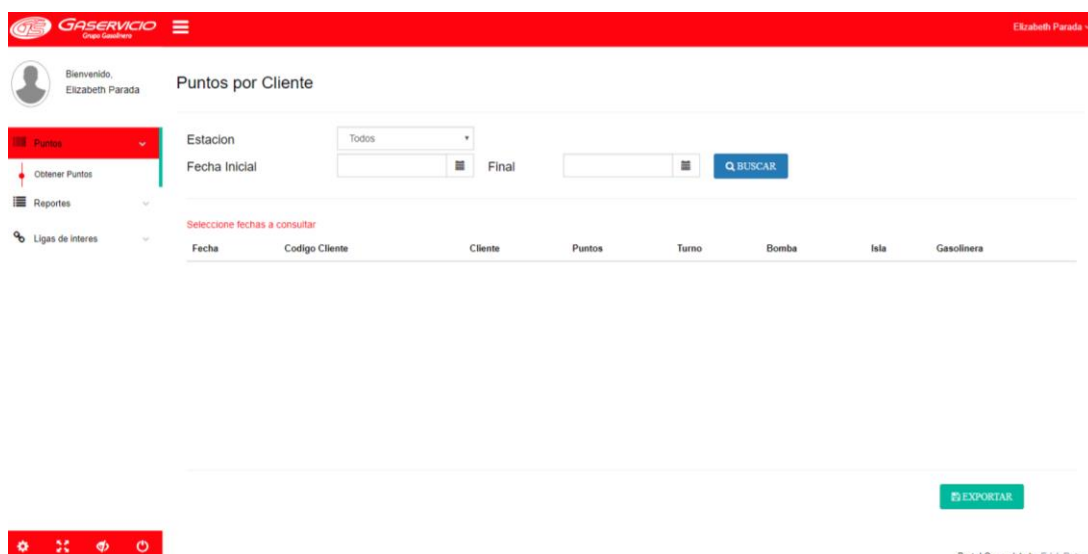 GASERVICIO
Grupo Gasolinero
Elizabeth Parada
Bienvenido,
Elizabeth Parada
Puntos por Cliente
Puntos
Obtener Puntos
Reportes
Ligas de interes
Estacion
Todos
Fecha Inicial
Final
BUSCAR
Seleccione fechas a consultar
Fecha Codigo Cliente Cliente Puntos Turno Bomba Isla Gasolinera
EXPORTAR